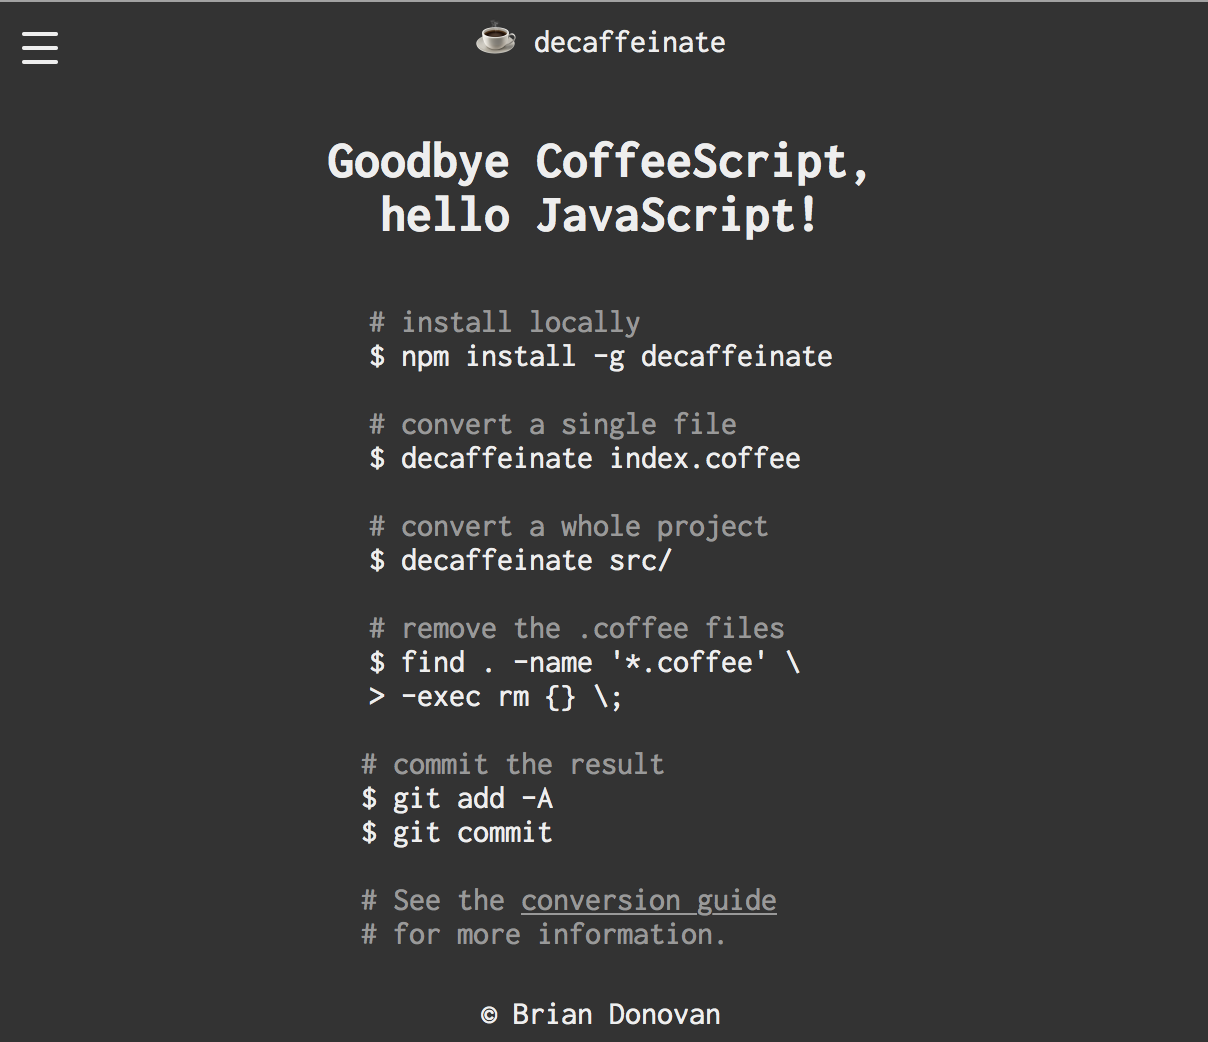 decaffeinate
Goodbye CoffeeScript,
hello JavaScript!
# install locally
$ npm install -g decaffeinate
# convert a single file
$ decaffeinate index.coffee
# convert a whole project
$ decaffeinate src/
# remove the .coffee files
$ find . -name '*.coffee' \
> -exec rm {} \;
# commit the result
$ git add -A
$ git commit
# See the conversion guide
# for more information.
© Brian Donovan